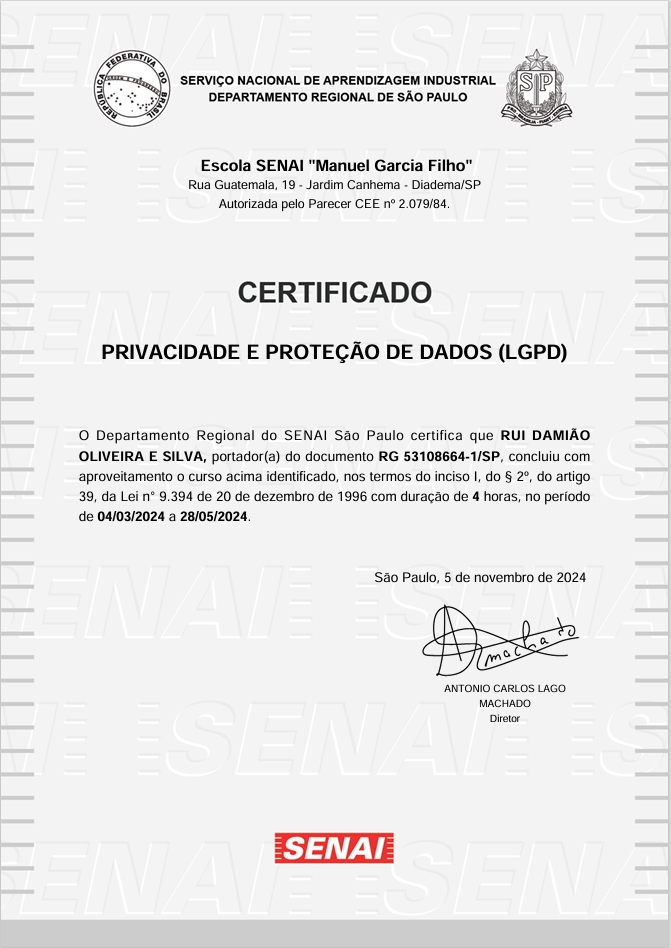 REPÚBLICA FEDERATIVA DO BRASIL
ORDEM E PROGRESSO
SERVIÇO NACIONAL DE APRENDIZAGEM INDUSTRIAL
DEPARTAMENTO REGIONAL DE SÃO PAULO
SP
Escola SENAI "Manuel Garcia Filho"
Rua Guatemala, 19 - Jardim Canhema - Diadema/SP
Autorizada pelo Parecer CEE nº 2.079/84.
CERTIFICADO
PRIVACIDADE E PROTEÇÃO DE DADOS (LGPD)
O Departamento Regional do SENAI São Paulo certifica que RUI DAMIÃO
OLIVEIRA E SILVA, portador(a) do documento RG 53108664-1/SP, concluiu com
aproveitamento o curso acima identificado, nos termos do inciso I, do § 2º, do artigo
39, da Lei n° 9.394 de 20 de dezembro de 1996 com duração de 4 horas, no período
de 04/03/2024 a 28/05/2024.
São Paulo, 5 de novembro de 2024
A machado
ANTONIO CARLOS LAGO
MACHADO
Diretor
SENAI